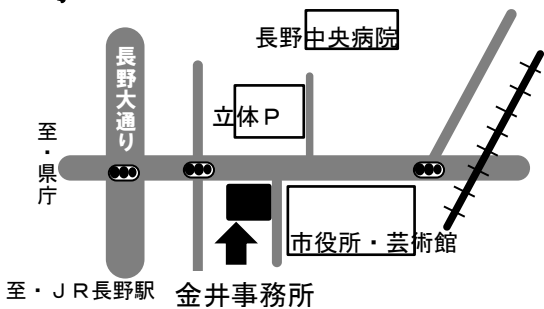 長野中央病院
長野大通り
立体Ｐ
至・県庁
市役所・芸術館
至・ＪＲ長野駅
金井事務所